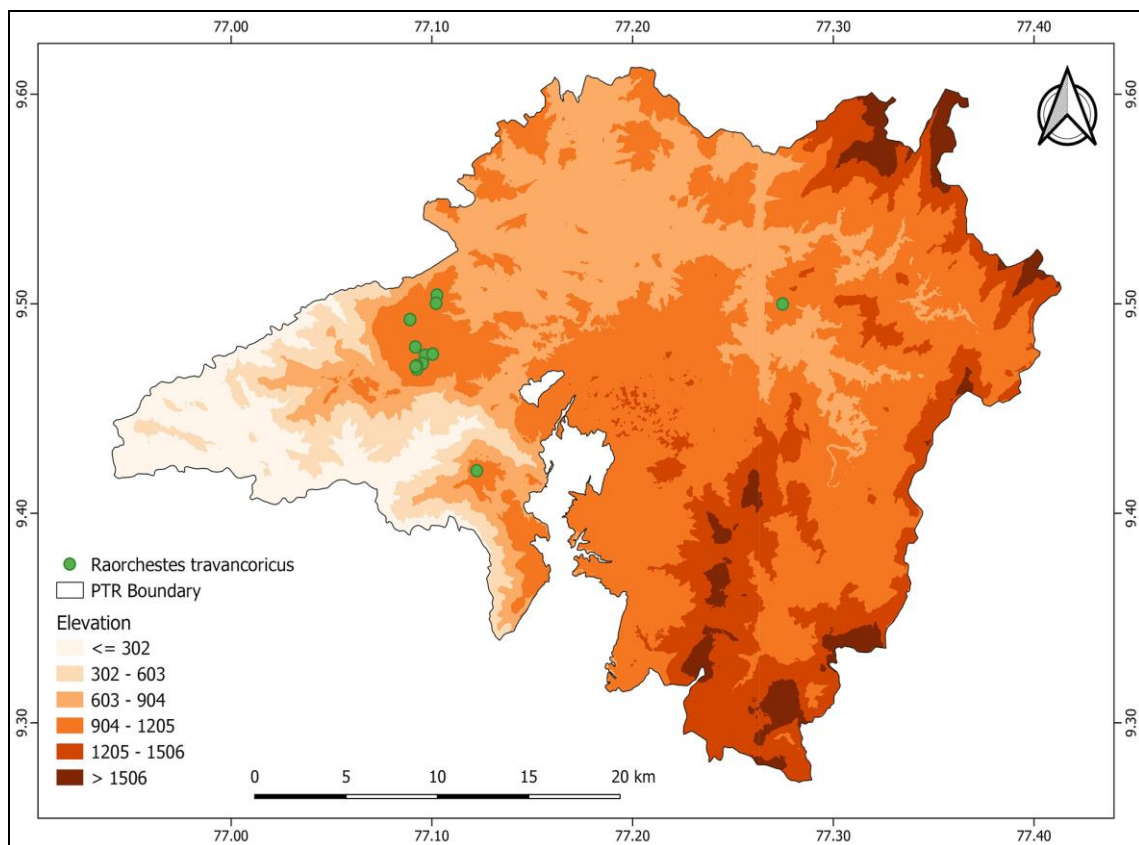 77.00 77.10 77.20 77.30 77.40
9.60 9.60
9.50 9.50
9.40 9.40
9.30 9.30
Raorchestes travancoricus
PTR Boundary
Elevation
<= 302
302 - 603
603 - 904
904 - 1205
1205 - 1506
> 1506
0 5 10 15 20 km
77.00 77.10 77.20 77.30 77.40